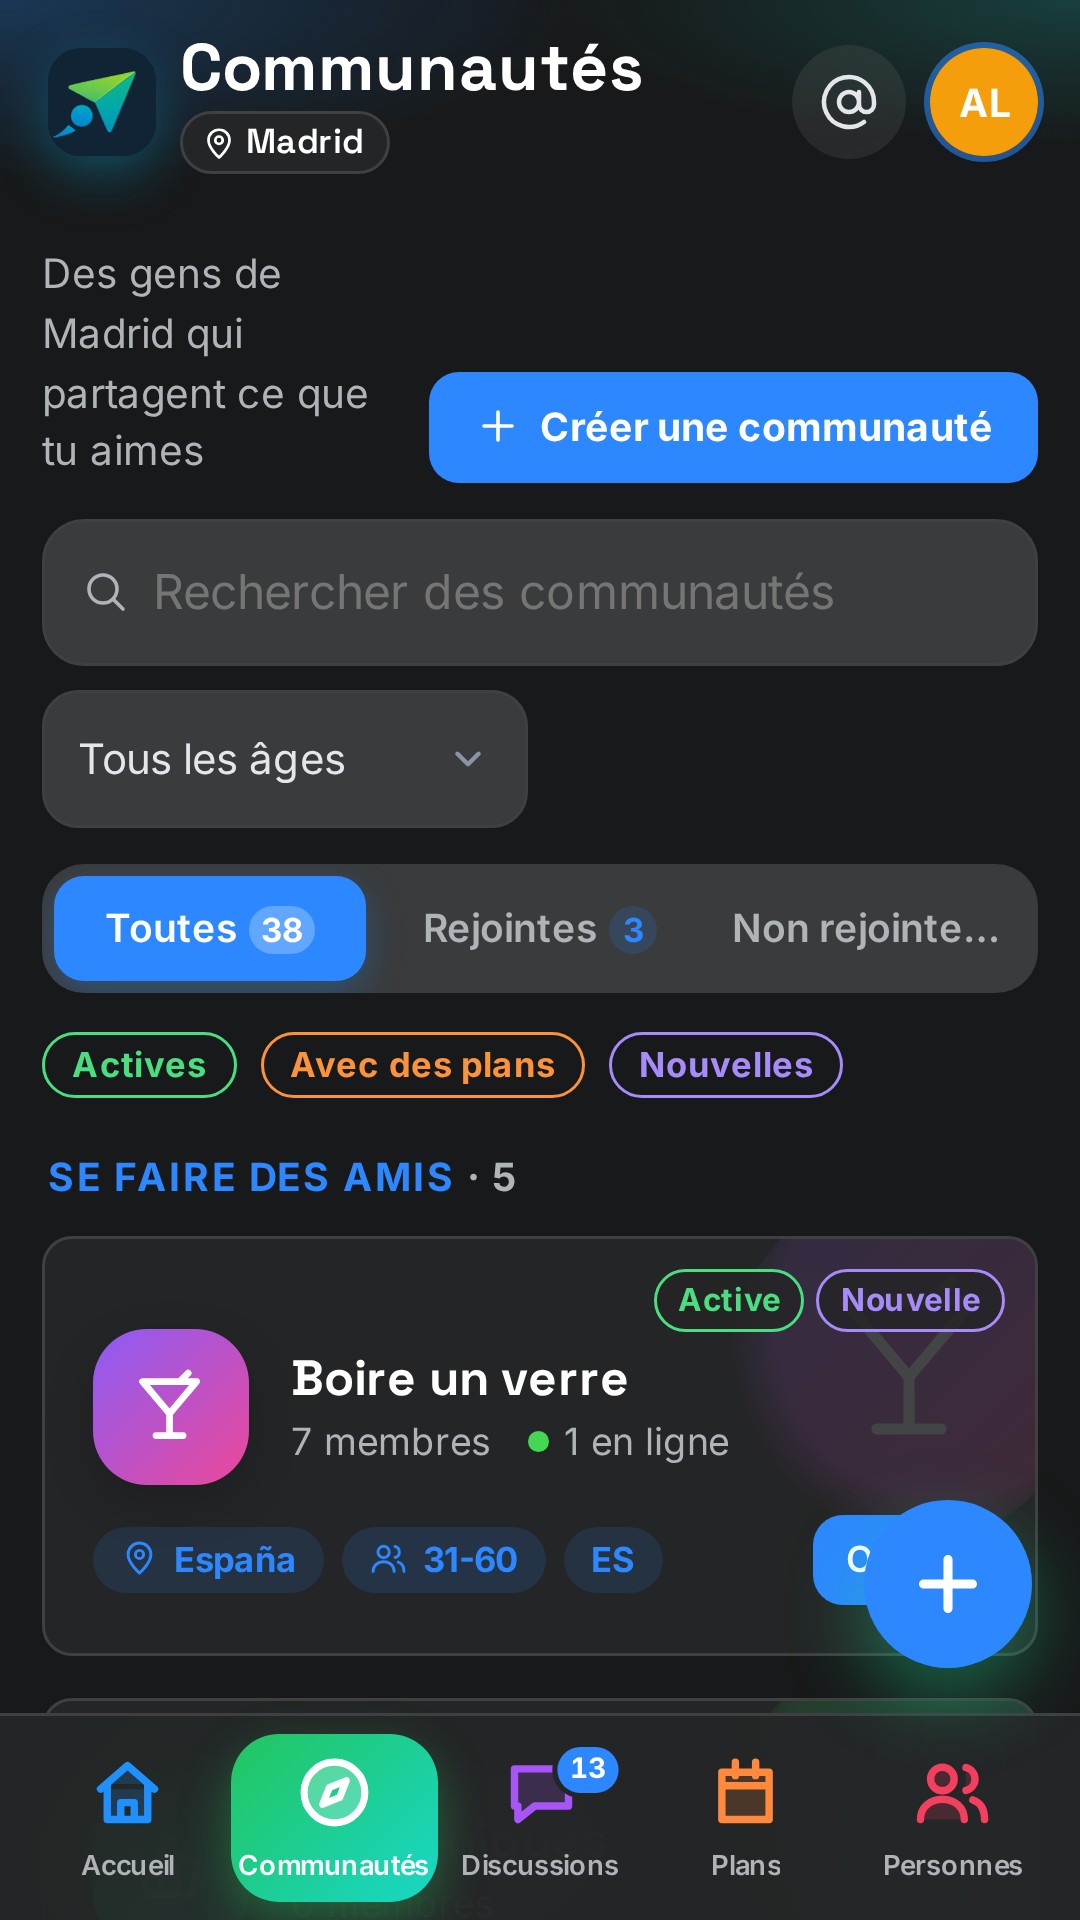 Communautés
Madrid
AL
Des gens de
Madrid qui
partagent ce que
tu aimes
Créer une communauté
Rechercher des communautés
Tous les âges
Toutes 38
Rejointes 3
Non rejointe...
Actives
Avec des plans
Nouvelles
SE FAIRE DES AMIS · 5
Active
Nouvelle
Boire un verre
7 membres
1 en ligne
España
31-60
ES
13
Accueil
Communautés
Discussions
Plans
Personnes